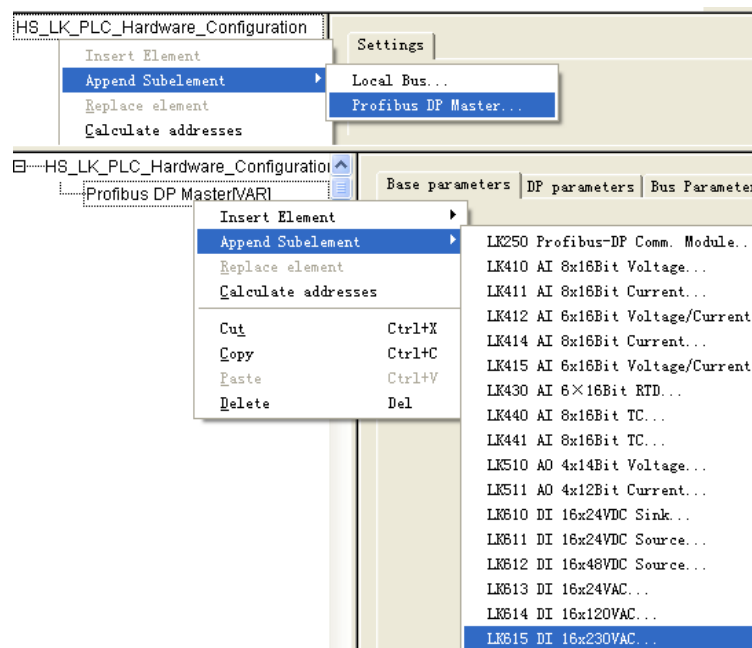 HS_LK_PLC_Hardware_Configuration
Settings
Insert Element
Append Subelement
Local Bus...
Profibus DP Master...
Replace element
Calculate addresses
HS_LK_PLC_Hardware_Configuration
Profibus DP Master[VAR]
Base parameters
DP parameters
Bus Parameter
Insert Element
Append Subelement
Replace element
Calculate addresses
Cut Ctrl+X
Copy Ctrl+C
Paste Ctrl+V
Delete Del
LK250 Profibus-DP Comm. Module..
LK410 AI 8x16Bit Voltage...
LK411 AI 8x16Bit Current...
LK412 AI 6x16Bit Voltage/Current
LK414 AI 8x16Bit Current...
LK415 AI 6x16Bit Voltage/Current
LK430 AI 6×16Bit RTD...
LK440 AI 8x16Bit TC...
LK441 AI 8x16Bit TC...
LK510 AO 4x14Bit Voltage...
LK511 AO 4x12Bit Current...
LK610 DI 16x24VDC Sink...
LK611 DI 16x24VDC Source...
LK612 DI 16x48VDC Source...
LK613 DI 16x24VAC...
LK614 DI 16x120VAC...
LK615 DI 16x230VAC...